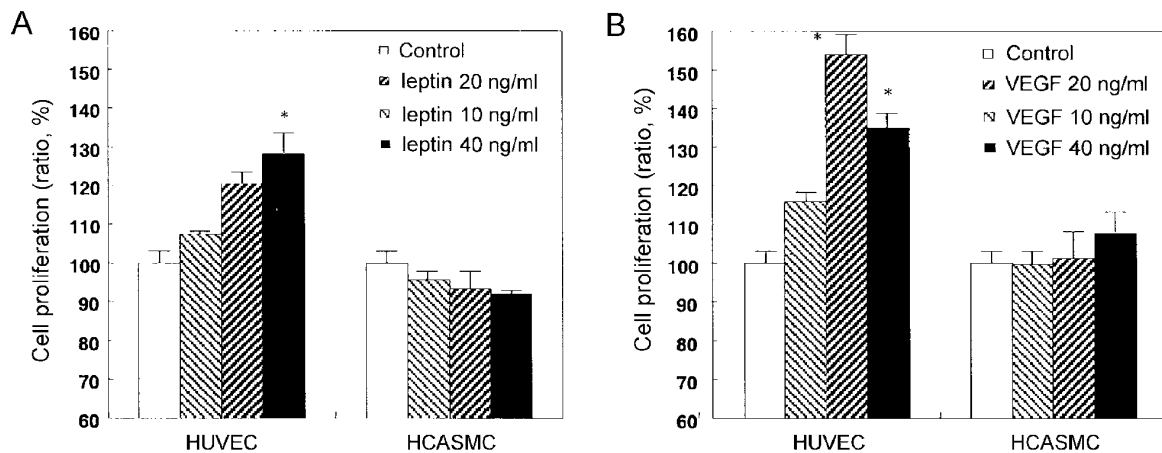 A
Cell proliferation (ratio, %)
160
150
140
130
120
110
100
90
80
70
60
Control
leptin 20 ng/ml
leptin 10 ng/ml
leptin 40 ng/ml
*
HUVEC
HCASMC
B
Cell proliferation (ratio, %)
160
150
140
130
120
110
100
90
80
70
60
Control
VEGF 20 ng/ml
VEGF 10 ng/ml
VEGF 40 ng/ml
*
*
HUVEC
HCASMC